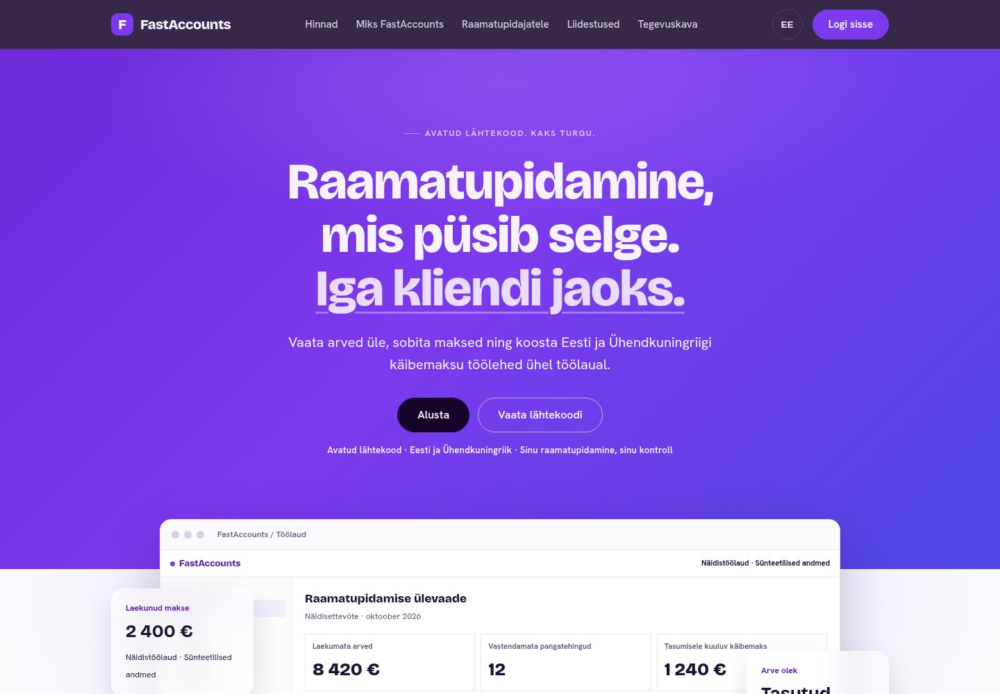 F FastAccounts
Hinnad Miks FastAccounts Raamatupidajatele Liidestused Tegevuskava
EE Logi sisse
AVATUD LÄHTEKOOD. KAKS TURGU.
Raamatupidamine,
mis püsib selge.
Iga kliendi jaoks.
Vaata arved üle, sobita maksed ning koosta Eesti ja Ühendkuningriigi
käibemaksu töölehed ühel töölaual.
Alusta Vaata lähtekoodi
Avatud lähtekood · Eesti ja Ühendkuningriik · Sinu raamatupidamine, sinu kontroll
FastAccounts / Töölaud
FastAccounts
Näidistöölaud · Sünteetilised andmed
Raamatupidamise ülevaade
Näidisettevõte · oktoober 2026
Laekunud makse
2 400 €
Näidistöölaud · Sünteetilised
andmed
Laekumata arved
8 420 €
Vastendamata pangatehingud
12
Tasumisele kuuluv käibemaks
1 240 €
Arve olek
Tasutud